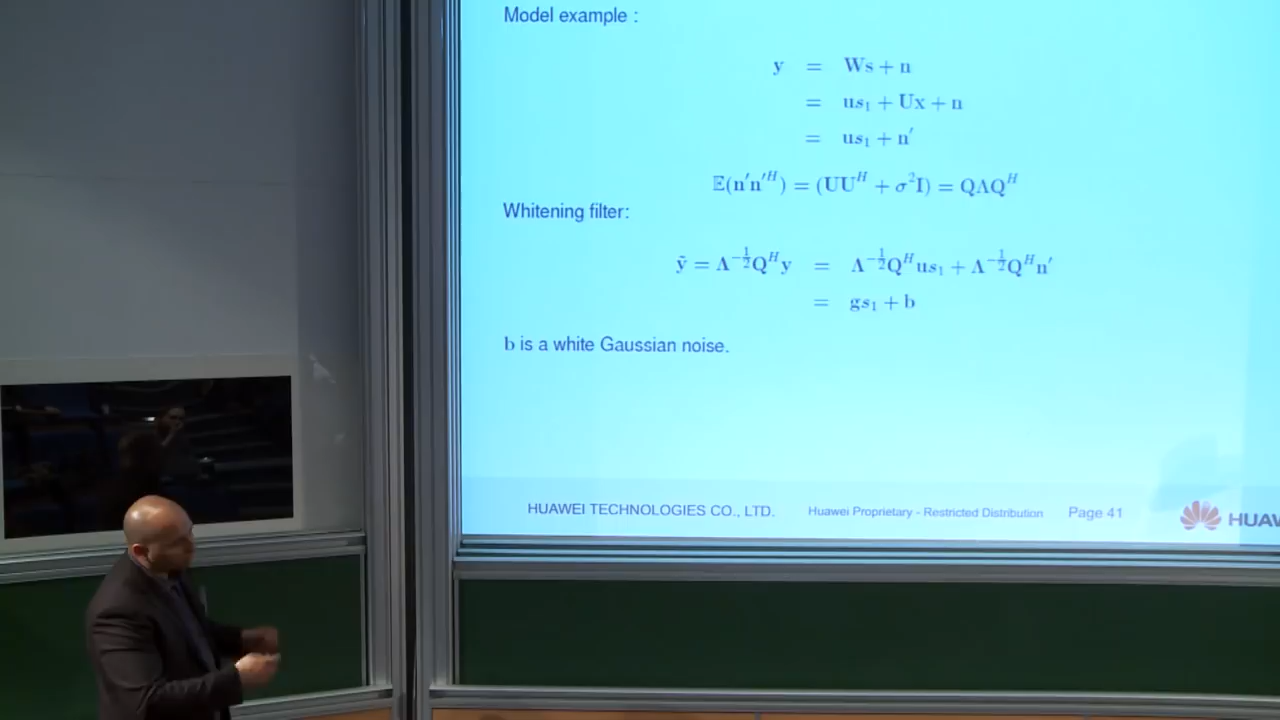 Model example :
y = Ws + n
= us₁ + Ux + n
= us₁ + n′
𝔼(n′n′ᴴ) = (UUᴴ + σ²I) = QΛQᴴ
Whitening filter:
ỹ = Λ^{-1/2}Qᴴy = Λ^{-1/2}Qᴴus₁ + Λ^{-1/2}Qᴴn′
= gs₁ + b
b is a white Gaussian noise.
HUAWEI TECHNOLOGIES CO., LTD. Huawei Proprietary - Restricted Distribution Page 41 HUAW